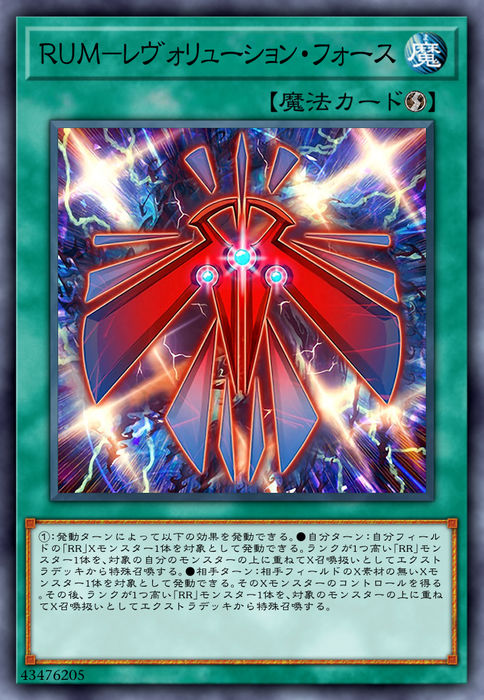 RUM－レヴォリューション・フォース
魔
【魔法カード】
①：発動ターンによって以下の効果を発動できる。●自分ターン：自分フィール
ドの「RR」Xモンスター1体を対象として発動できる。ランクが1つ高い「RR」モン
スター1体を、対象の自分のモンスターの上に重ねてX召喚扱いとしてエクスト
ラデッキから特殊召喚する。●相手ターン：相手フィールドのX素材の無いXモ
ンスター1体を対象として発動できる。そのXモンスターのコントロールを得る。
その後、ランクが1つ高い「RR」モンスター1体を、対象のモンスターの上に重ね
てX召喚扱いとしてエクストラデッキから特殊召喚する。
43476205